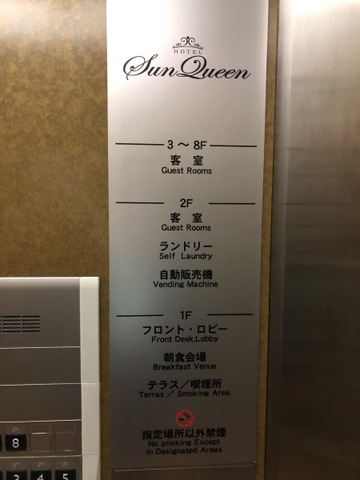 HOTEL
Sun Queen
3〜8F
客 室
Guest Rooms
2F
客 室
Guest Rooms
ランドリー
Self Laundry
自動販売機
Vending Machine
1F
フロント・ロビー
Front Desk,Lobby
朝食会場
Breakfast Venue
テラス／喫煙所
Terras / Smoking Area
指定場所以外禁煙
No smoking Except
in Designated Areas
8
3 4 5